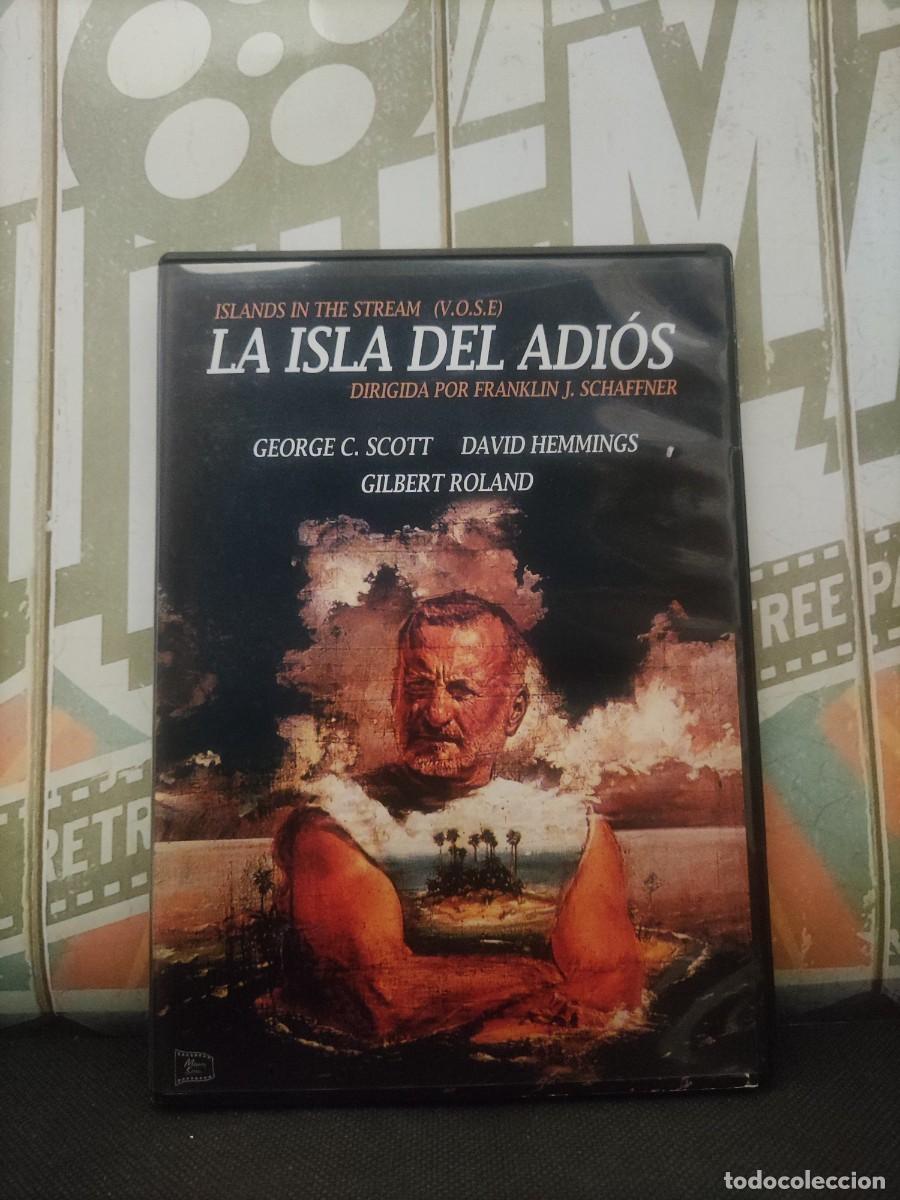 ISLANDS IN THE STREAM (V.O.S.E)
LA ISLA DEL ADIÓS
DIRIGIDA POR FRANKLIN J. SCHAFFNER
GEORGE C. SCOTT DAVID HEMMINGS
GILBERT ROLAND
TREE PA
RETR
todocoleccion